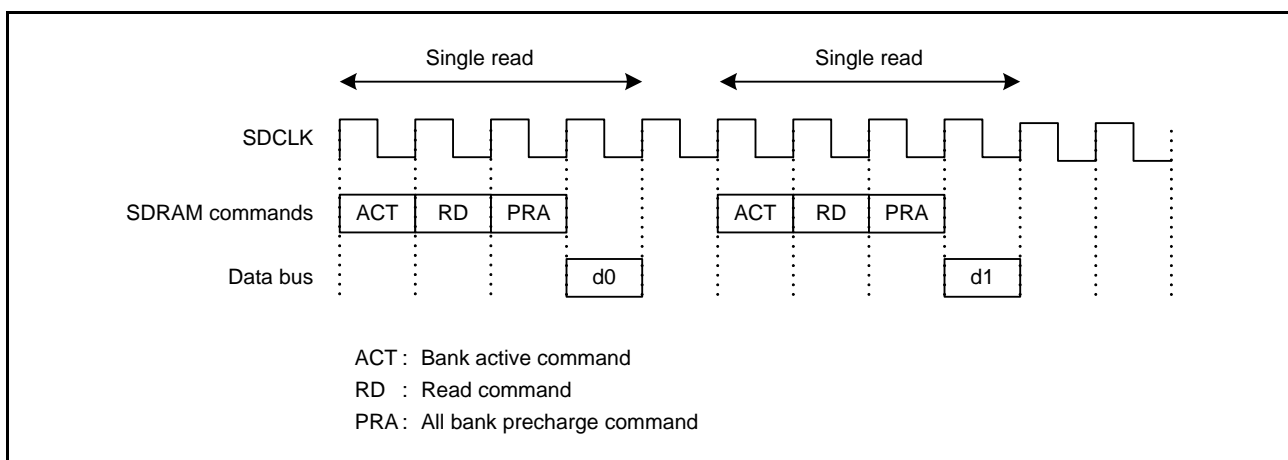 Single read Single read
SDCLK
SDRAM commands ACT RD PRA ACT RD PRA
Data bus d0 d1
ACT : Bank active command
RD : Read command
PRA : All bank precharge command